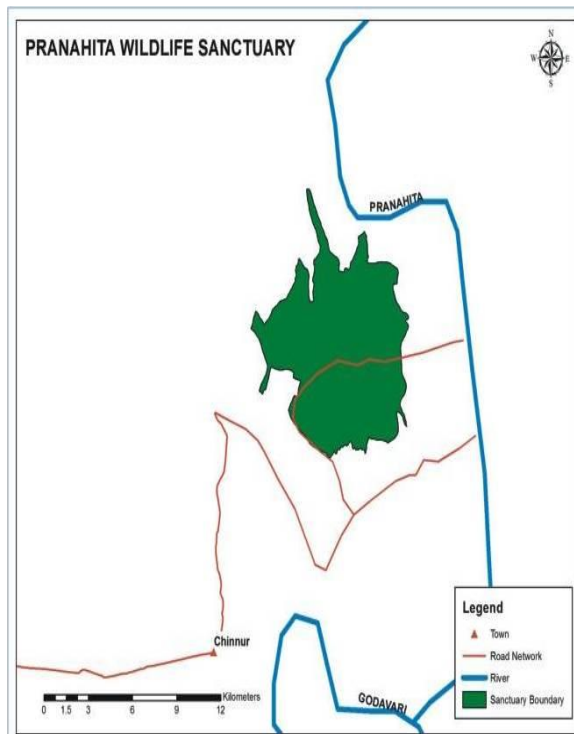 PRANAHITA WILDLIFE SANCTUARY
N
W E
S
PRANAHITA
Chinnur
Legend
Town
Road Network
River
Sanctuary Boundary
Kilometers
0 1.5 3 6 9 12
GODAVARI